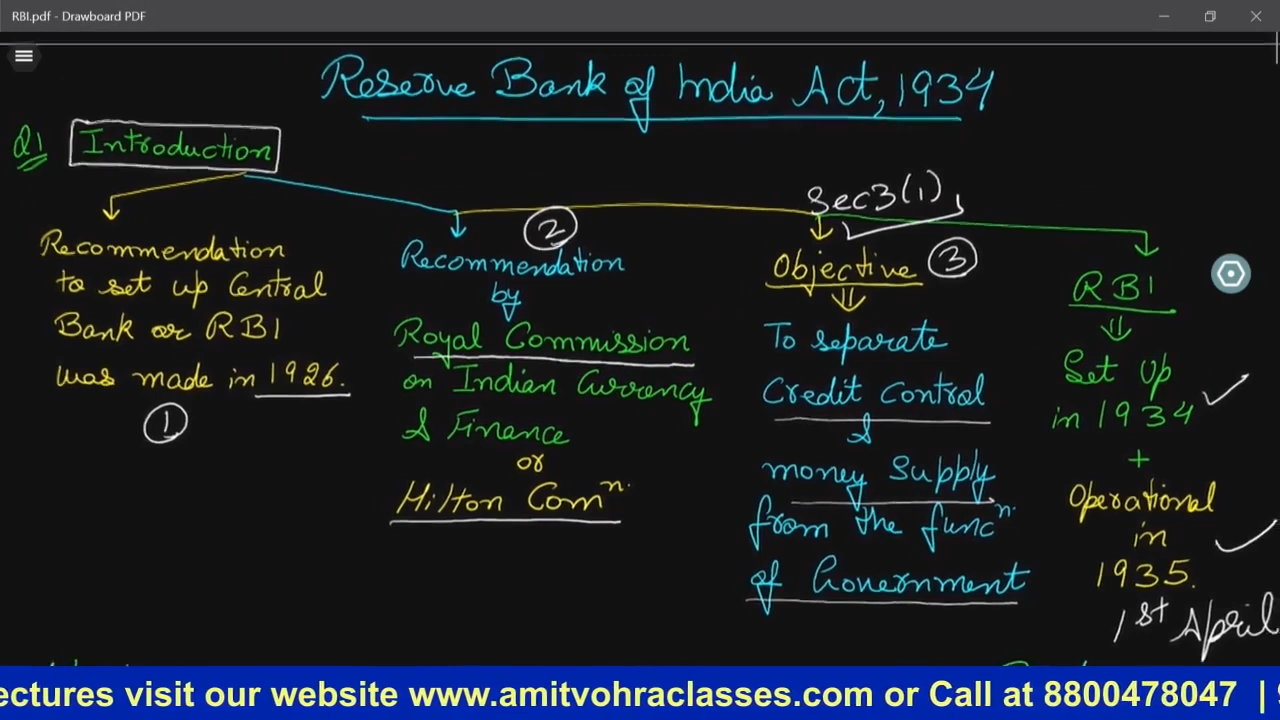 RBI.pdf - Drawboard PDF
Reserve Bank of India Act, 1934
Q1 Introduction
Recommendation
to set up Central
Bank or RBI
was made in 1926.
1
2
Recommendation
by
Royal Commission
on Indian Currency
& Finance
or
Hilton Comⁿ.
Sec3(1)
Objective 3
To separate
Credit Control
&
money Supply
from the funcⁿ.
of Government
RBI
Set Up
in 1934
+
Operational
in
1935.
1st April
ectures visit our website www.amitvohraclasses.com or Call at 8800478047 |